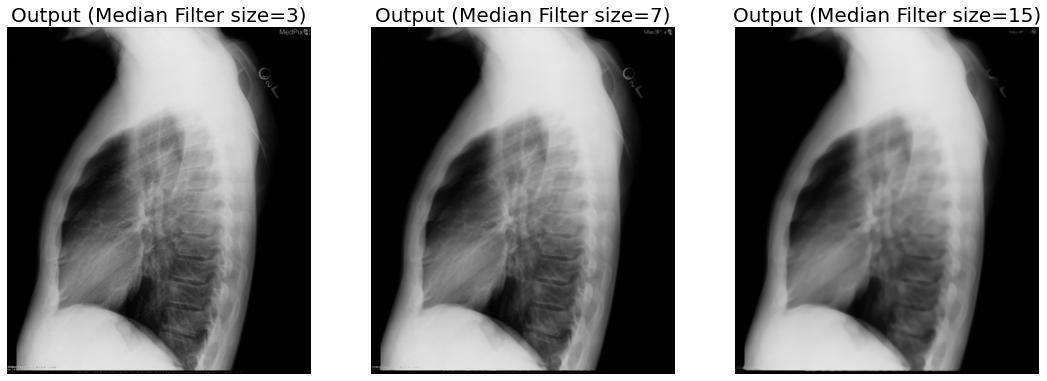 Output (Median Filter size=3)
Output (Median Filter size=7)
Output (Median Filter size=15)
MedPix